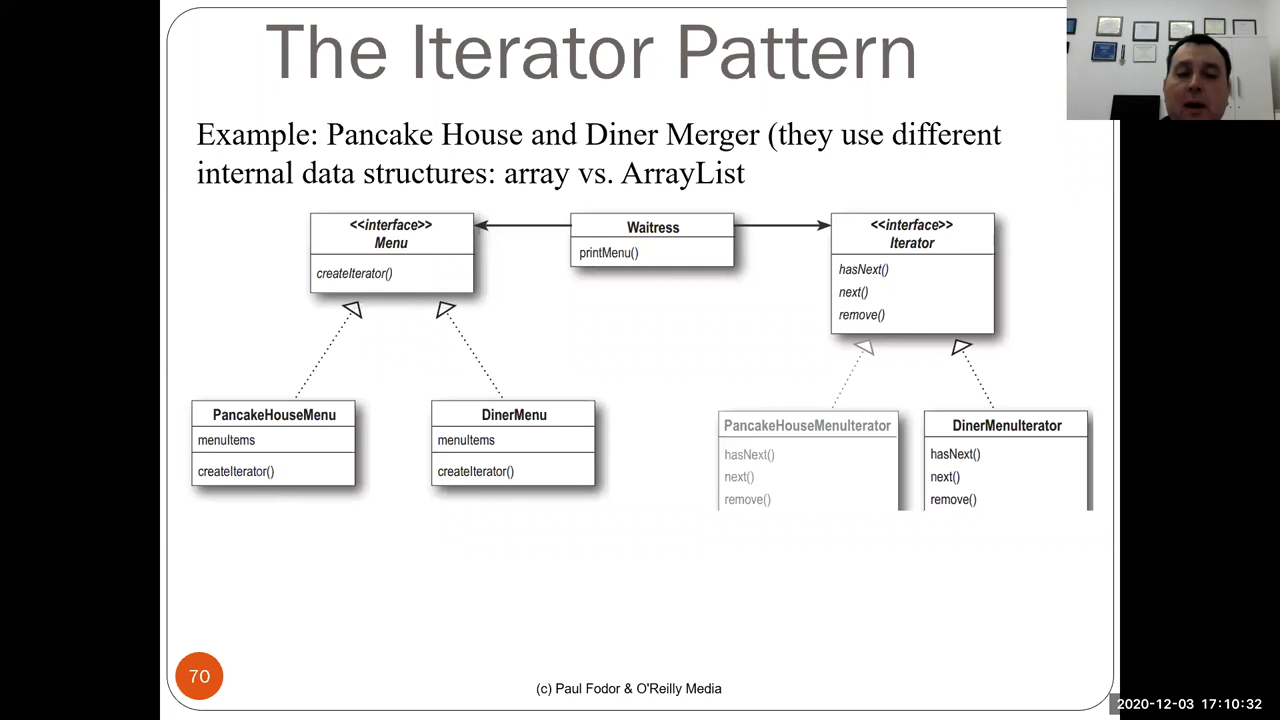 The Iterator Pattern
Example: Pancake House and Diner Merger (they use different
internal data structures: array vs. ArrayList
<<interface>>
Menu
createIterator()
Waitress
printMenu()
<<interface>>
Iterator
hasNext()
next()
remove()
PancakeHouseMenu
menuItems
createIterator()
DinerMenu
menuItems
createIterator()
PancakeHouseMenuIterator
hasNext()
next()
remove()
DinerMenuIterator
hasNext()
next()
remove()
70
(c) Paul Fodor & O'Reilly Media
2020-12-03 17:10:32